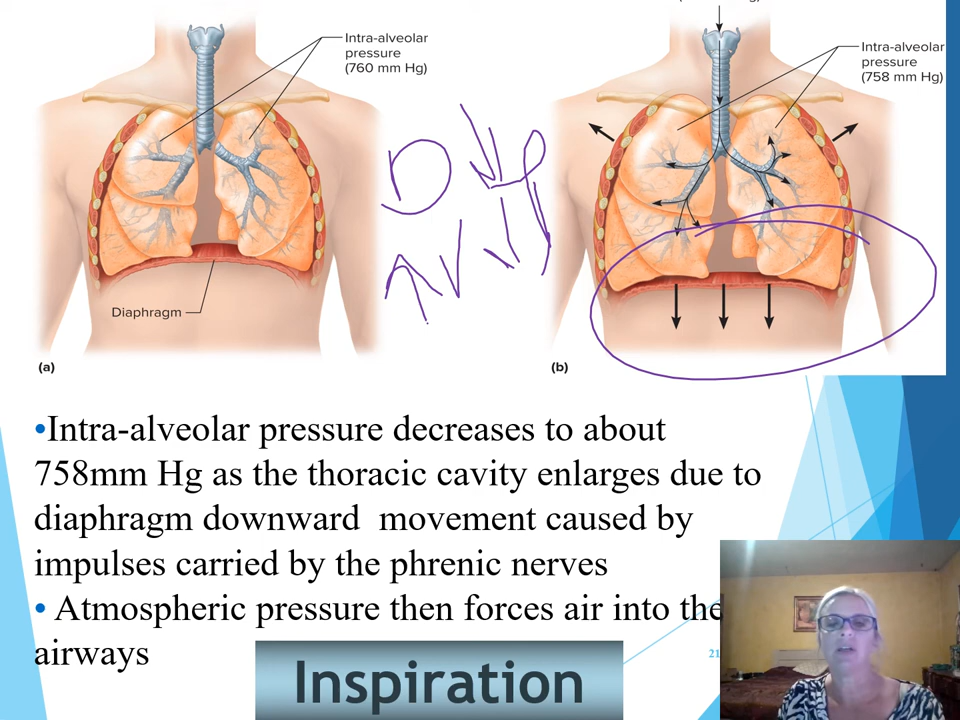 Hg)
Intra-alveolar
pressure
(760 mm Hg)
Intra-alveolar
pressure
(758 mm Hg)
Diaphragm
(a)
(b)
•Intra-alveolar pressure decreases to about
758mm Hg as the thoracic cavity enlarges due to
diaphragm downward movement caused by
impulses carried by the phrenic nerves
• Atmospheric pressure then forces air into the
airways
21
Inspiration